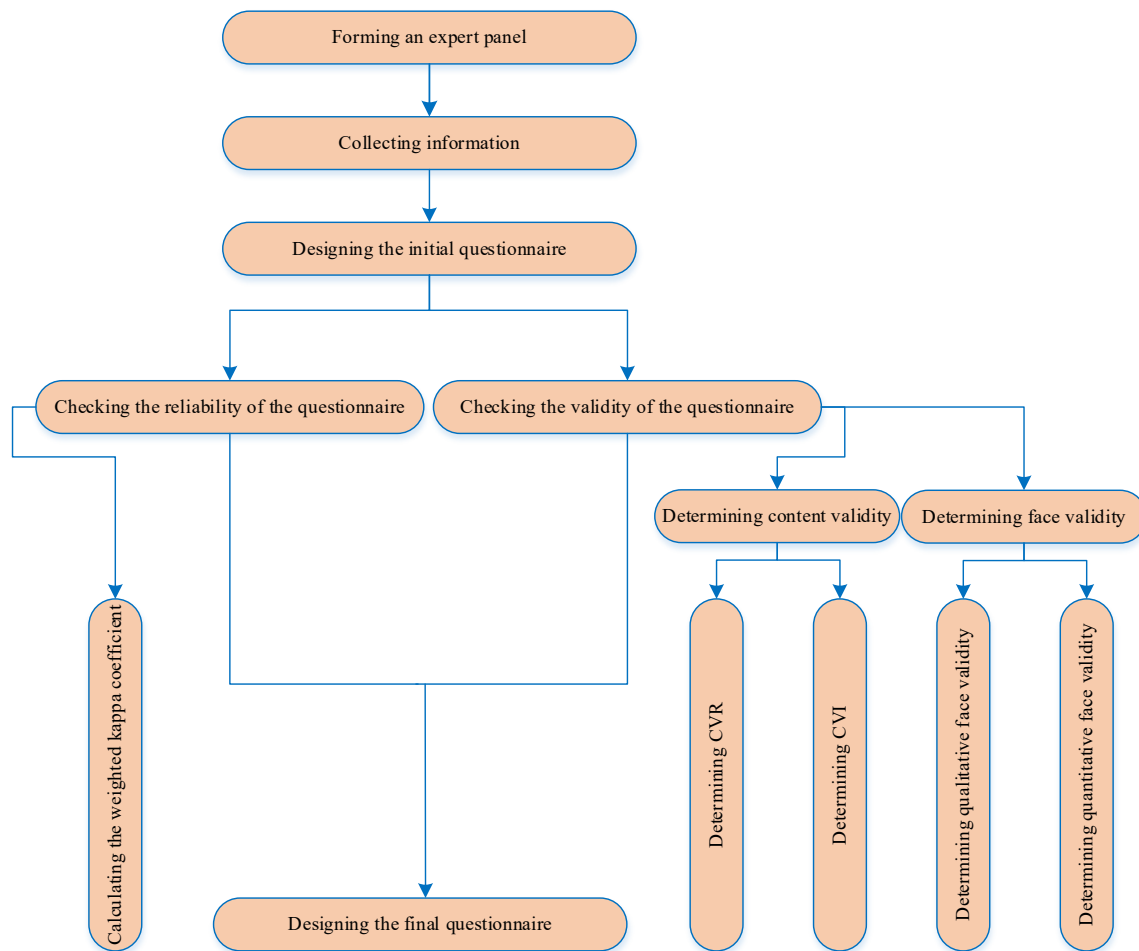 Forming an expert panel
Collecting information
Designing the initial questionnaire
Checking the reliability of the questionnaire
Checking the validity of the questionnaire
Determining content validity
Determining face validity
Calculating the weighted kappa coefficient
Determining CVR
Determining CVI
Determining qualitative face validity
Determining quantitative face validity
Designing the final questionnaire